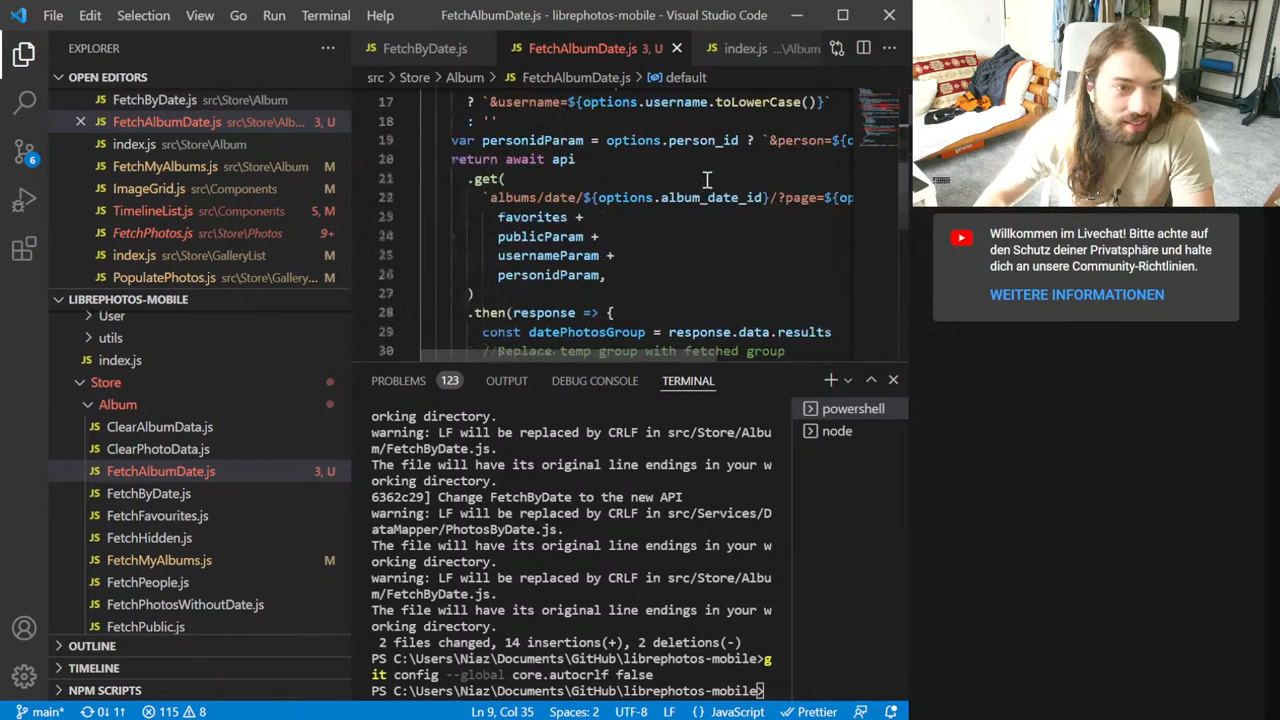 File Edit Selection View Go Run Terminal Help
FetchAlbumDate.js - librephotos-mobile - Visual Studio Code
EXPLORER
OPEN EDITORS
FetchByDate.js src\Store\Album
FetchAlbumDate.js src\Store\Alb... 3, U
index.js src\Store\Album
FetchMyAlbums.js src\Store\... M
ImageGrid.js src\Components\... M
TimelineList.js src\Components... 5, M
FetchPhotos.js src\Store\Photos 9+
index.js src\Store\GalleryList M
PopulatePhotos.js src\Store\Gallery... M
LIBREPHOTOS-MOBILE
User
utils
index.js
Store
Album
ClearAlbumData.js
ClearPhotoData.js
FetchAlbumDate.js 3, U
FetchByDate.js
FetchFavourites.js
FetchHidden.js
FetchMyAlbums.js M
FetchPeople.js
FetchPhotosWithoutDate.js
FetchPublic.js
OUTLINE
TIMELINE
NPM SCRIPTS
FetchByDate.js FetchAlbumDate.js 3, U index.js ...\Album
src > Store > Album > FetchAlbumDate.js > default
17 ? `&username=${options.username.toLowerCase()}`
18 : ''
19 var personidParam = options.person_id ? `&person=${o
20 return await api
21 .get(
22 `albums/date/${options.album_date_id}/?page=${op
23 favorites +
24 publicParam +
25 usernameParam +
26 personidParam,
27 )
28 .then(response => {
29 const datePhotosGroup = response.data.results
30 //Replace temp group with fetched group
PROBLEMS 123 OUTPUT DEBUG CONSOLE TERMINAL
orking directory.
warning: LF will be replaced by CRLF in src/Store/Albu
m/FetchByDate.js.
The file will have its original line endings in your w
orking directory.
6362c29] Change FetchByDate to the new API
warning: LF will be replaced by CRLF in src/Services/D
ataMapper/PhotosByDate.js.
The file will have its original line endings in your w
orking directory.
warning: LF will be replaced by CRLF in src/Store/Albu
m/FetchByDate.js.
The file will have its original line endings in your w
orking directory.
2 files changed, 14 insertions(+), 2 deletions(-)
PS C:\Users\Niaz\Documents\GitHub\librephotos-mobile>g
it config --global core.autocrlf false
PS C:\Users\Niaz\Documents\GitHub\librephotos-mobile>
powershell
node
Willkommen im Livechat! Bitte achte auf
den Schutz deiner Privatsphäre und halte
dich an unsere Community-Richtlinien.
WEITERE INFORMATIONEN
6
main* 0↓ 1↑ 115 8 Ln 9, Col 35 Spaces: 2 UTF-8 LF {} JavaScript Prettier